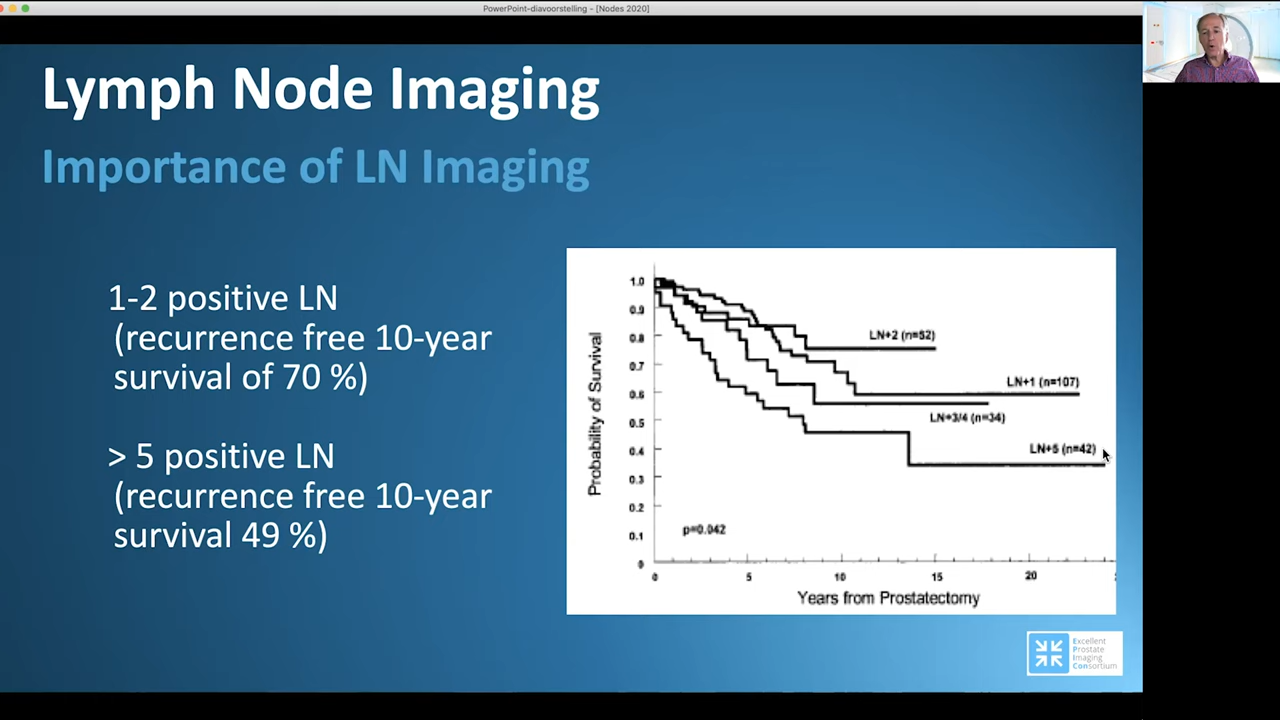 PowerPoint-diavoorstelling - [Nodes 2020]
Lymph Node Imaging
Importance of LN Imaging
1-2 positive LN
(recurrence free 10-year
survival of 70 %)
> 5 positive LN
(recurrence free 10-year
survival 49 %)
Probability of Survival
1.0
0.9
0.8
0.7
0.6
0.5
0.4
0.3
0.2
0.1
0
LN+2 (n=52)
LN+1 (n=107)
LN+3/4 (n=34)
LN+5 (n=42)
p=0.042
0
5
10
15
20
Years from Prostatectomy
Excellent
Prostate
Imaging
Consortium